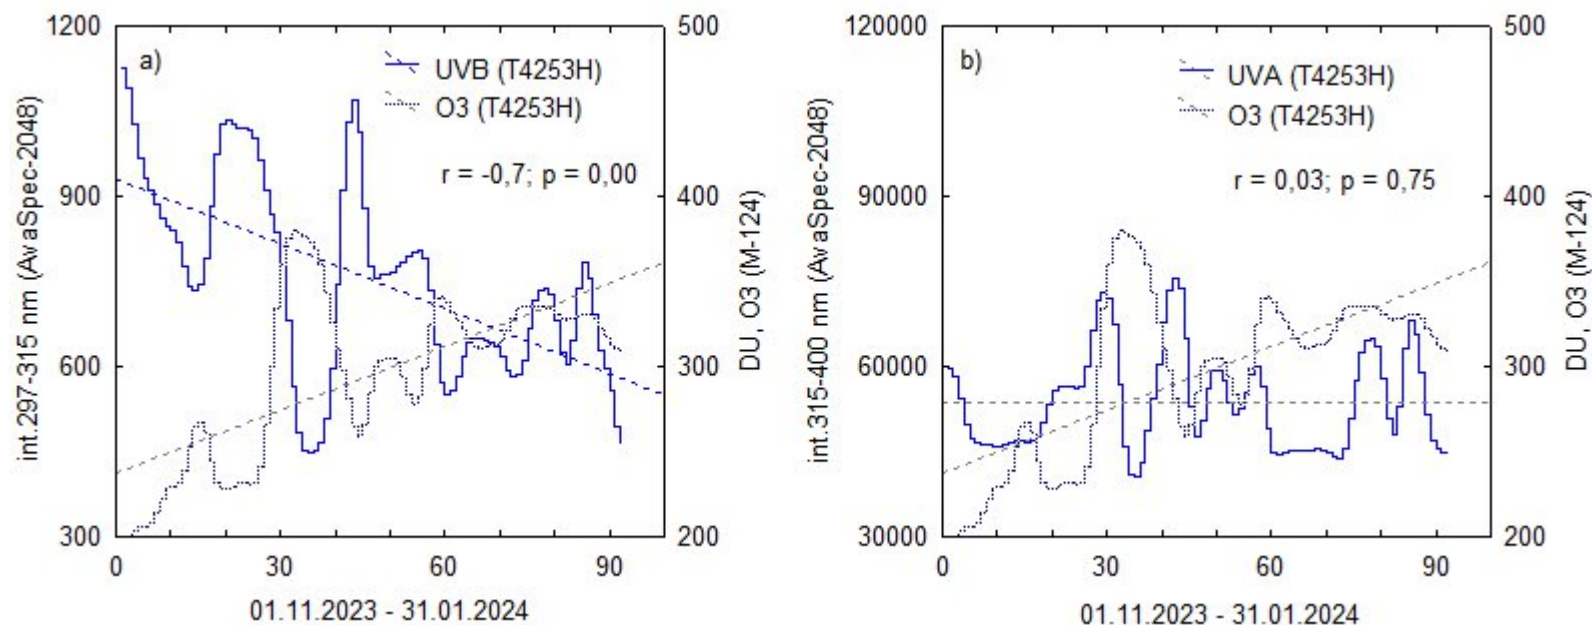 a)
UVB (T4253H)
O3 (T4253H)
r = -0,7; p = 0,00
int.297-315 nm (AvaSpec-2048)
1200
900
600
300
500
400
300
200
DU, O3 (M-124)
0
30
60
90
01.11.2023 - 31.01.2024
b)
UVA (T4253H)
O3 (T4253H)
r = 0,03; p = 0,75
int.315-400 nm (AvaSpec-2048)
120000
90000
60000
30000
500
400
300
200
DU, O3 (M-124)
0
30
60
90
01.11.2023 - 31.01.2024